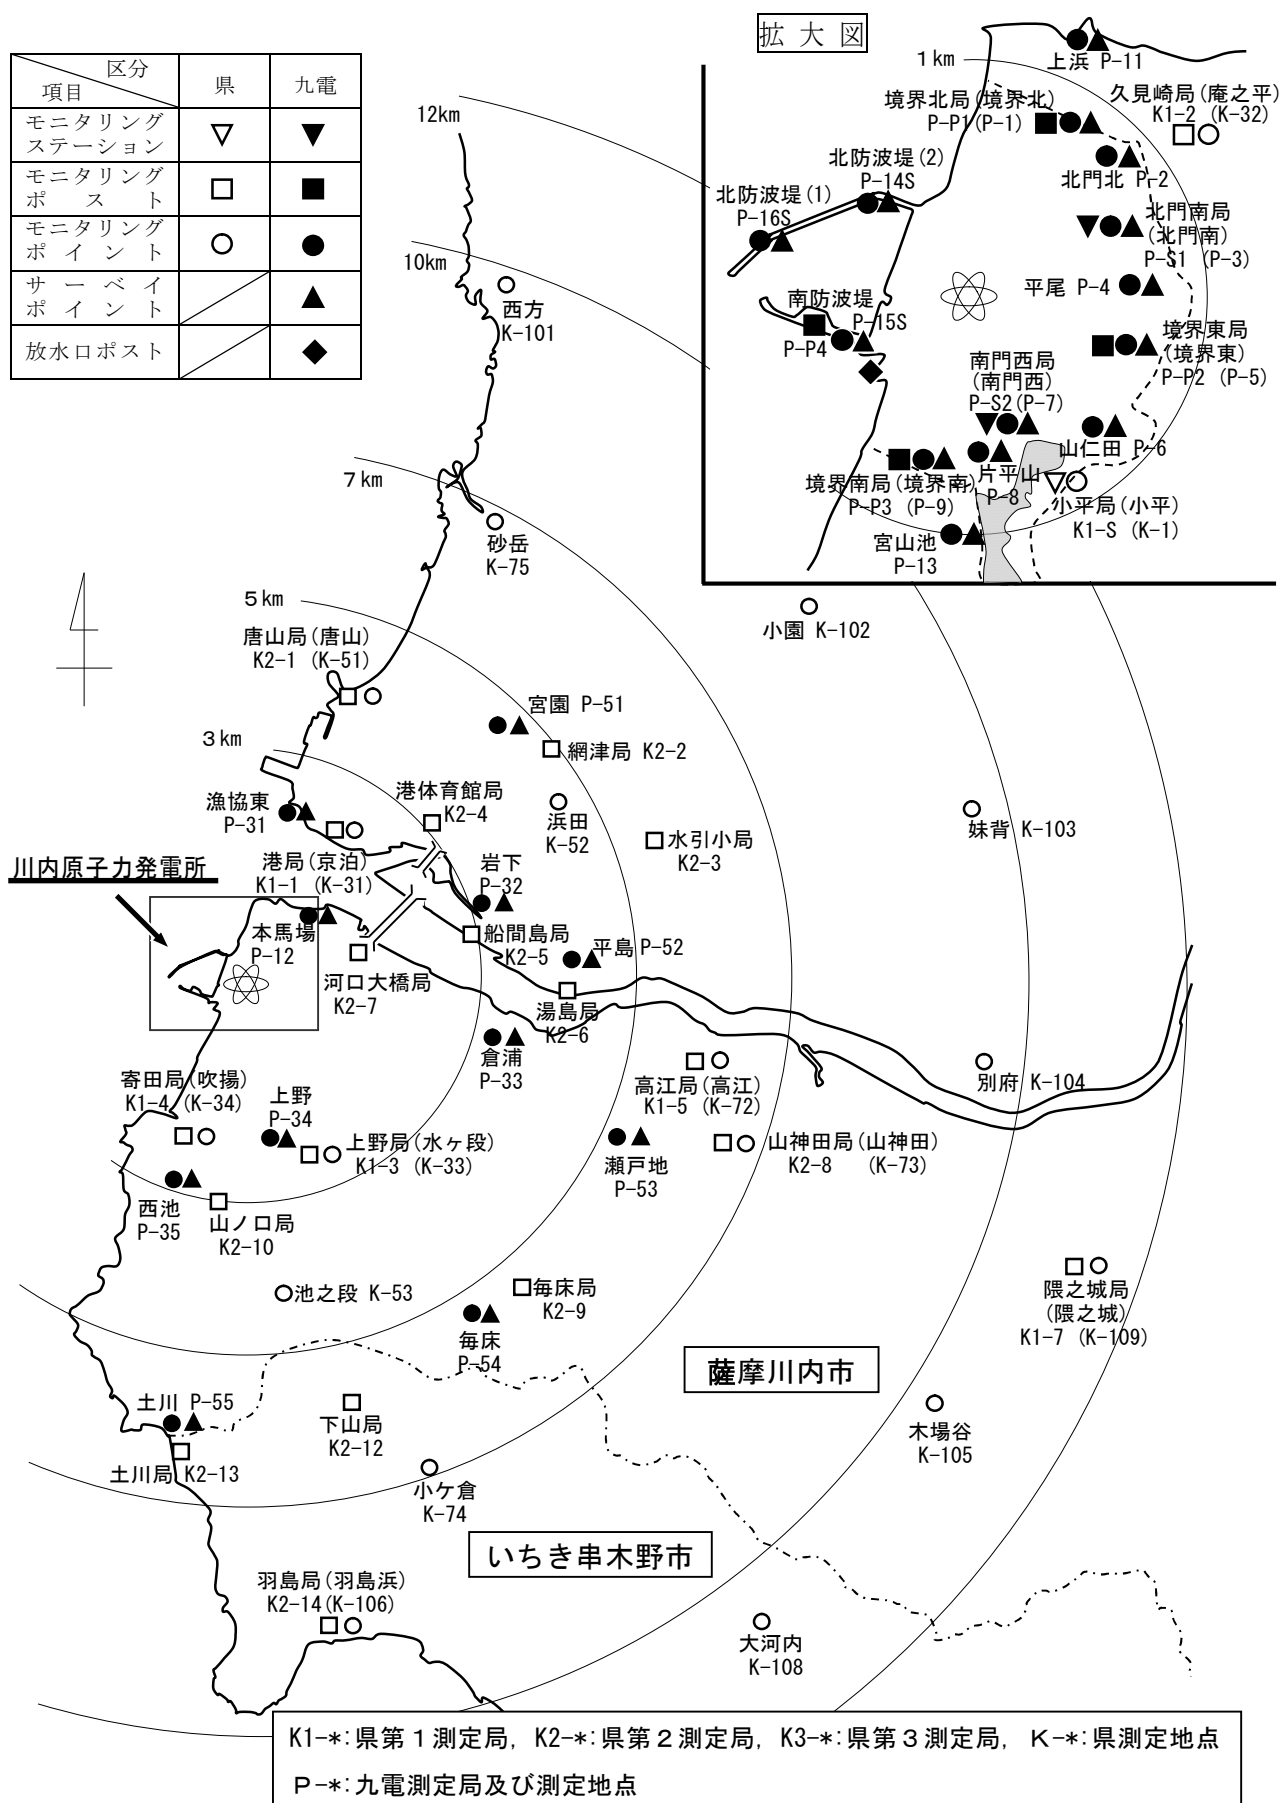 拡大図
区分
項目
県
九電
モニタリング
ステーション
モニタリング
ポスト
モニタリング
ポイント
サーベイ
ポイント
放水口ポスト
1km
上浜 P-11
境界北局(境界北)
P-P1(P-1)
久見崎局(庵之平)
K1-2 (K-32)
北門北 P-2
北防波堤(2)
P-14S
北防波堤(1)
P-16S
北門南局
(北門南)
P-S1 (P-3)
平尾 P-4
南防波堤
P-15S
P-P4
境界東局
(境界東)
P-P2 (P-5)
南門西局
(南門西)
P-S2(P-7)
山仁田 P-6
片平山
P-8
境界南局(境界南)
P-P3 (P-9)
小平局(小平)
K1-S (K-1)
宮山池
P-13
12km
10km
西方
K-101
7km
砂岳
K-75
5km
小園 K-102
唐山局(唐山)
K2-1 (K-51)
宮園 P-51
網津局 K2-2
3km
港体育館局
K2-4
漁協東
P-31
浜田
K-52
水引小局
K2-3
妹背 K-103
川内原子力発電所
港局(京泊)
K1-1 (K-31)
岩下
P-32
本馬場
P-12
船間島局
K2-5
平島 P-52
河口大橋局
K2-7
湯島局
K2-6
倉浦
P-33
別府 K-104
寄田局(吹揚)
K1-4 (K-34)
上野
P-34
高江局(高江)
K1-5 (K-72)
上野局(水ヶ段)
K1-3 (K-33)
瀬戸地
P-53
山神田局(山神田)
K2-8 (K-73)
西池
P-35
山ノ口局
K2-10
池之段 K-53
毎床局
K2-9
毎床
P-54
隈之城局
(隈之城)
K1-7 (K-109)
薩摩川内市
土川 P-55
下山局
K2-12
木場谷
K-105
土川局 K2-13
小ケ倉
K-74
いちき串木野市
羽島局(羽島浜)
K2-14(K-106)
大河内
K-108
K1-*:県第１測定局, K2-*:県第２測定局, K3-*:県第３測定局, Ｋ-*:県測定地点
Ｐ-*:九電測定局及び測定地点